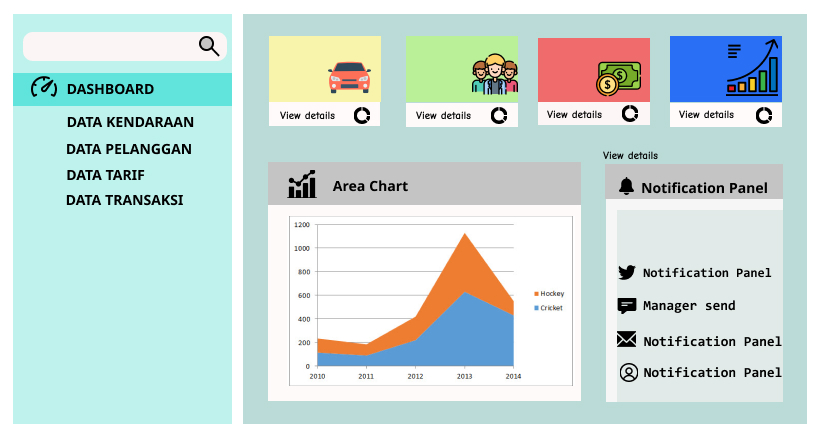 DASHBOARD
DATA KENDARAAN
DATA PELANGGAN
DATA TARIF
DATA TRANSAKSI
View details
View details
View details
View details
View details
Area Chart
1200
1000
800
600
400
200
0
2010 2011 2012 2013 2014
Hockey
Cricket
Notification Panel
Notification Panel
Manager send
Notification Panel
Notification Panel